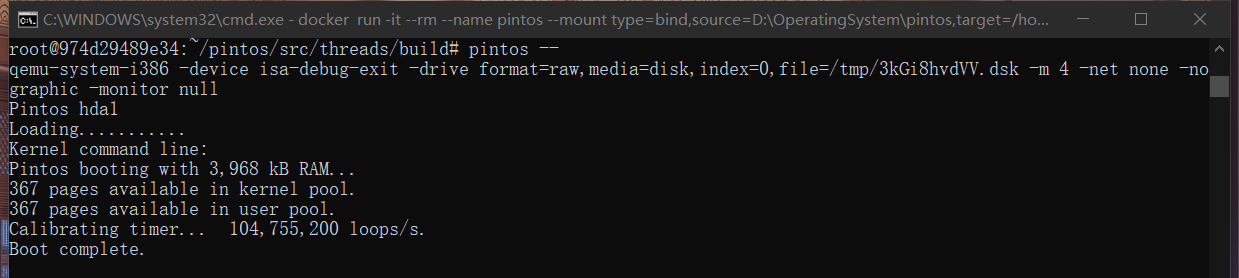 C:\WINDOWS\system32\cmd.exe - docker  run -it --rm --name pintos --mount type=bind,source=D:\OperatingSystem\pintos,target=/ho...
root@974d29489e34:~/pintos/src/threads/build# pintos --
qemu-system-i386 -device isa-debug-exit -drive format=raw,media=disk,index=0,file=/tmp/3kGi8hvdVV.dsk -m 4 -net none -no
graphic -monitor null
Pintos hda1
Loading...........
Kernel command line:
Pintos booting with 3,968 kB RAM...
367 pages available in kernel pool.
367 pages available in user pool.
Calibrating timer...  104,755,200 loops/s.
Boot complete.